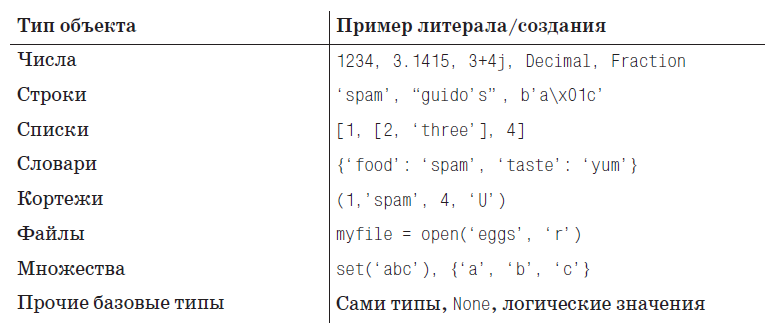 Тип объекта Пример литерала/создания
Числа 1234, 3.1415, 3+4j, Decimal, Fraction
Строки ‘spam’, “guido’s” , b’a\x01c’
Списки [1, [2, ‘three’], 4]
Словари {‘food’: ‘spam’, ‘taste’: ‘yum’}
Кортежи (1,’spam’, 4, ‘U’)
Файлы myfile = open(‘eggs’, ‘r’)
Множества set(‘abc’), {‘a’, ‘b’, ‘c’}
Прочие базовые типы Сами типы, None, логические значения